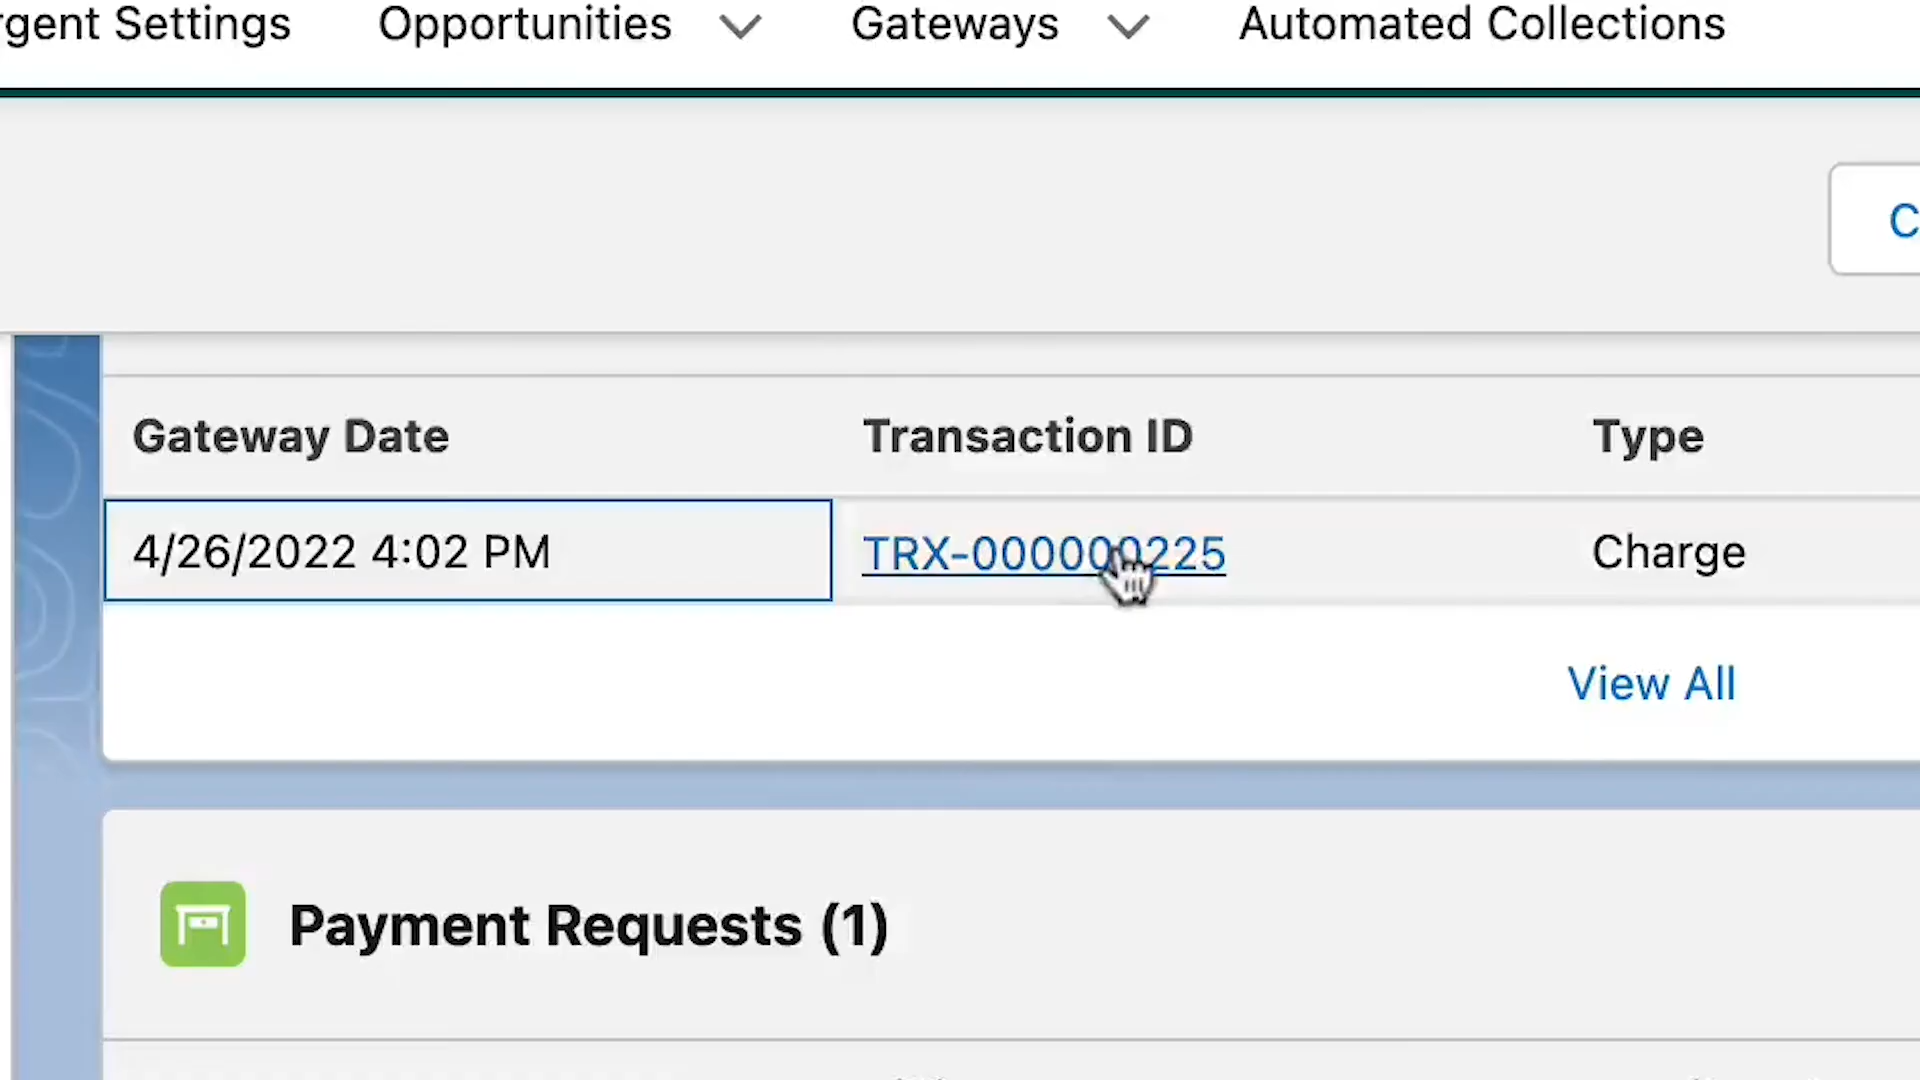 rgent Settings Opportunities Gateways Automated Collections
C
Gateway Date Transaction ID Type
4/26/2022 4:02 PM TRX-000000225 Charge
View All
Payment Requests (1)